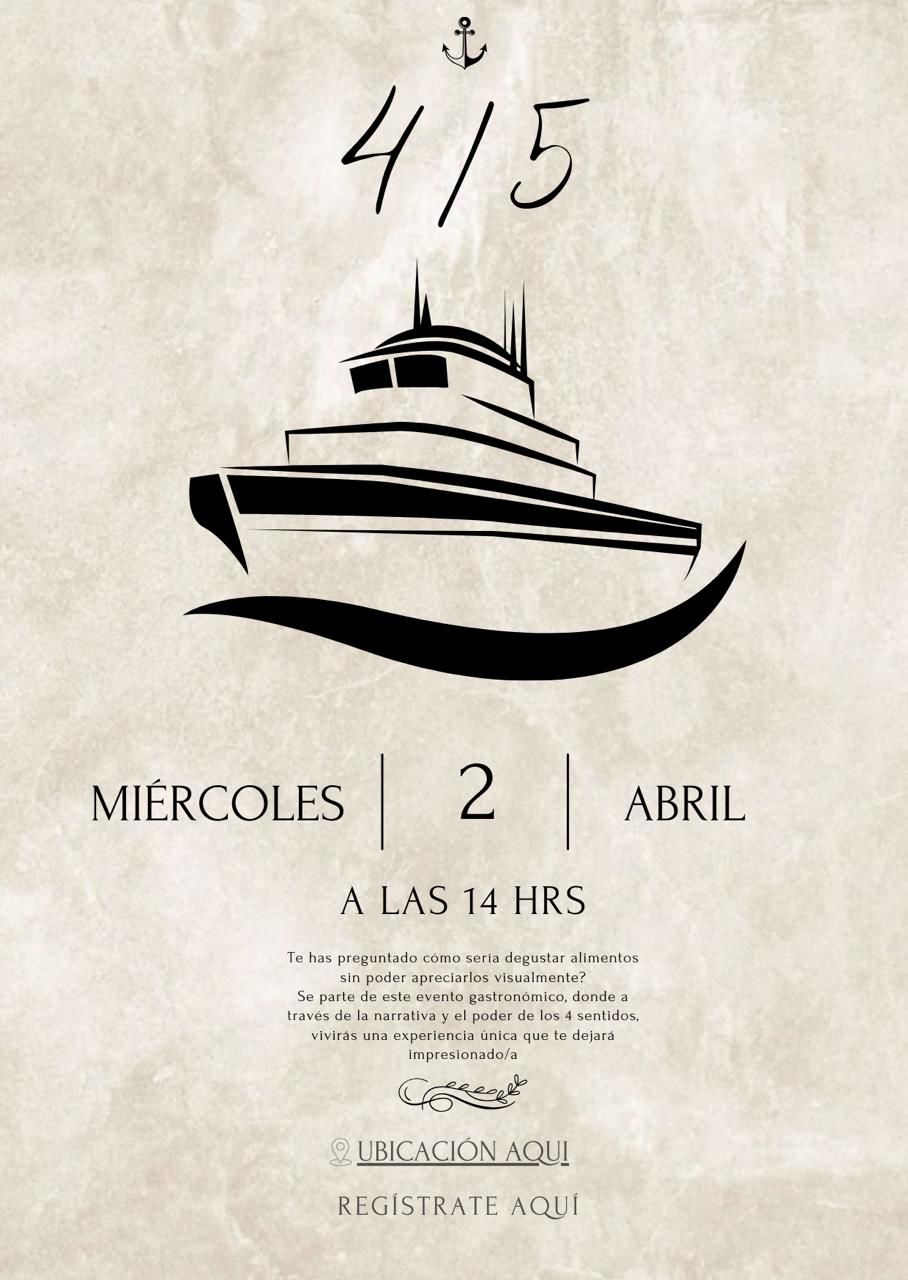 4/5
MIÉRCOLES | 2 | ABRIL
A LAS 14 HRS
Te has preguntado cómo sería degustar alimentos
sin poder apreciarlos visualmente?
Se parte de este evento gastronómico, donde a
través de la narrativa y el poder de los 4 sentidos,
vivirás una experiencia única que te dejará
impresionado/a
UBICACIÓN AQUI
REGÍSTRATE AQUÍ